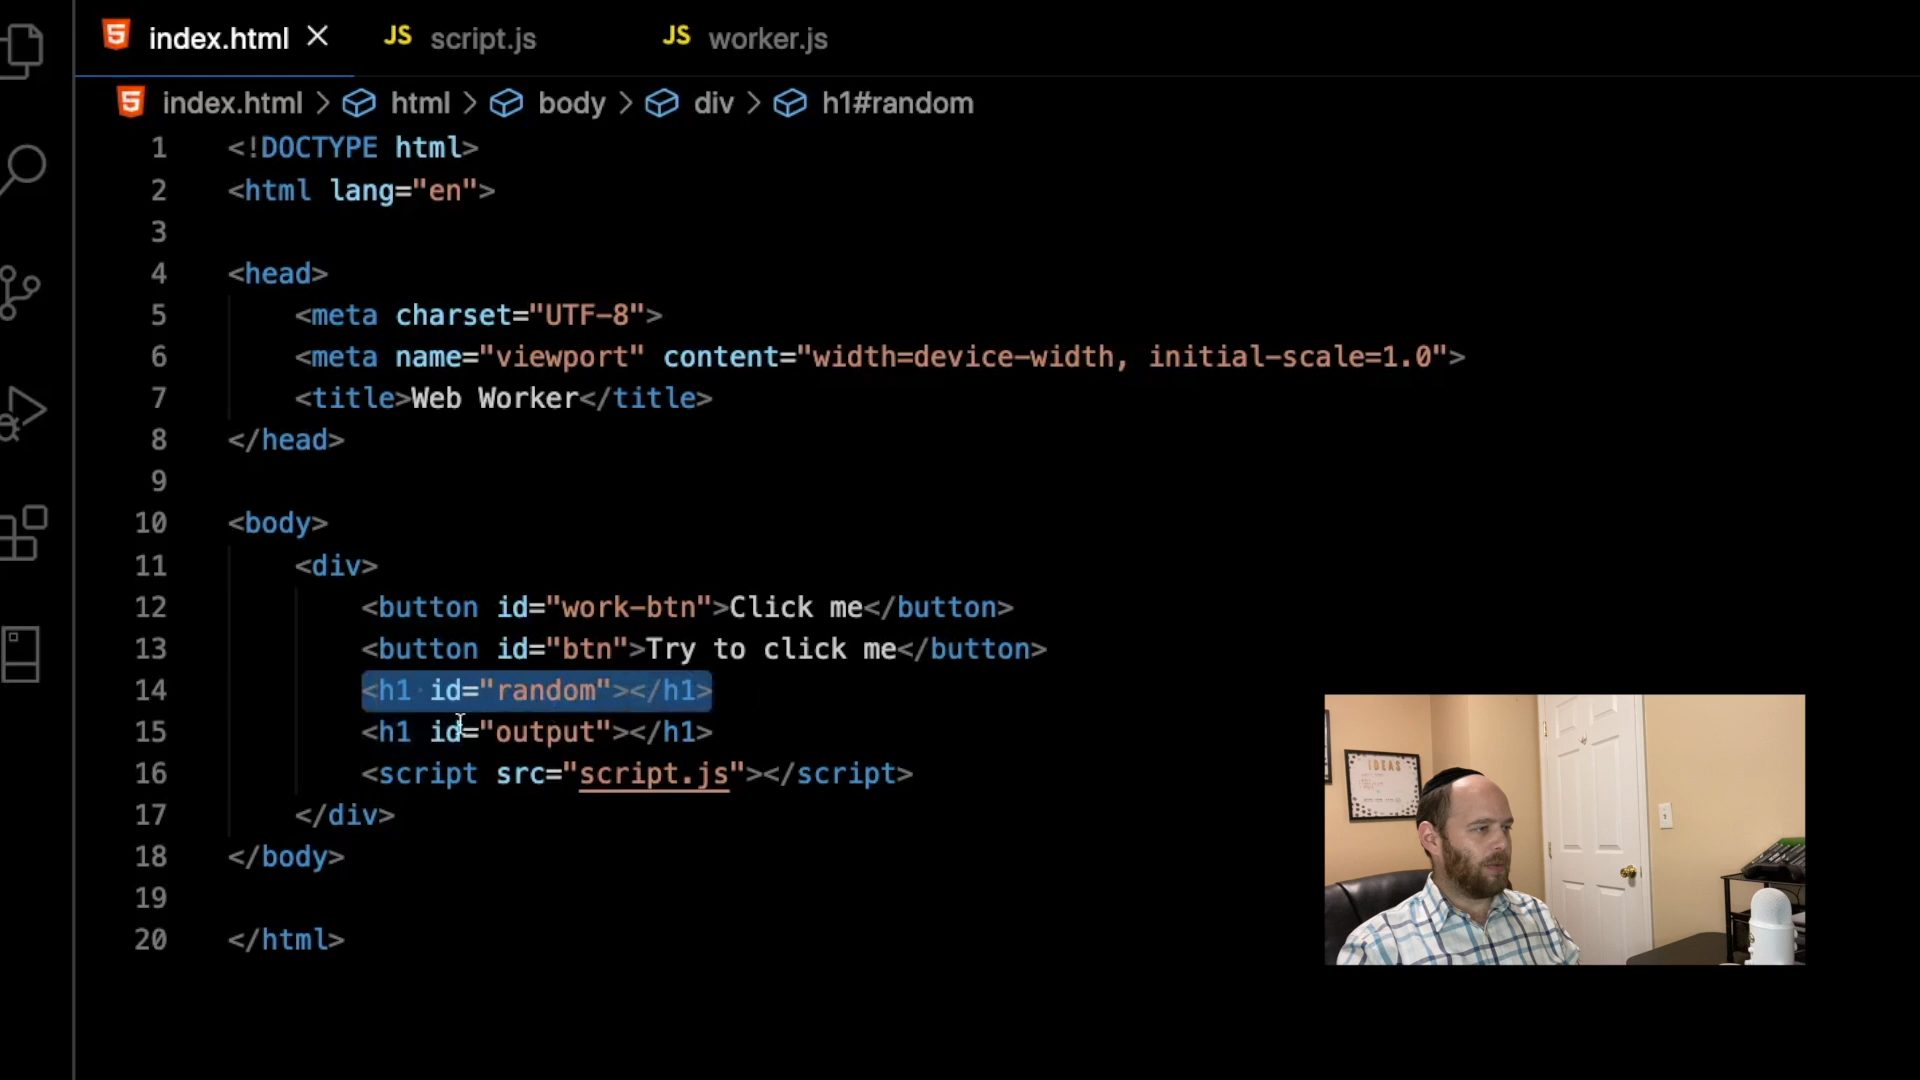 index.html
JS script.js
JS worker.js
index.html > html > body > div > h1#random
1 <!DOCTYPE html>
2 <html lang="en">
3
4 <head>
5 <meta charset="UTF-8">
6 <meta name="viewport" content="width=device-width, initial-scale=1.0">
7 <title>Web Worker</title>
8 </head>
9
10 <body>
11 <div>
12 <button id="work-btn">Click me</button>
13 <button id="btn">Try to click me</button>
14 <h1 id="random"></h1>
15 <h1 id="output"></h1>
16 <script src="script.js"></script>
17 </div>
18 </body>
19
20 </html>
IDEAS